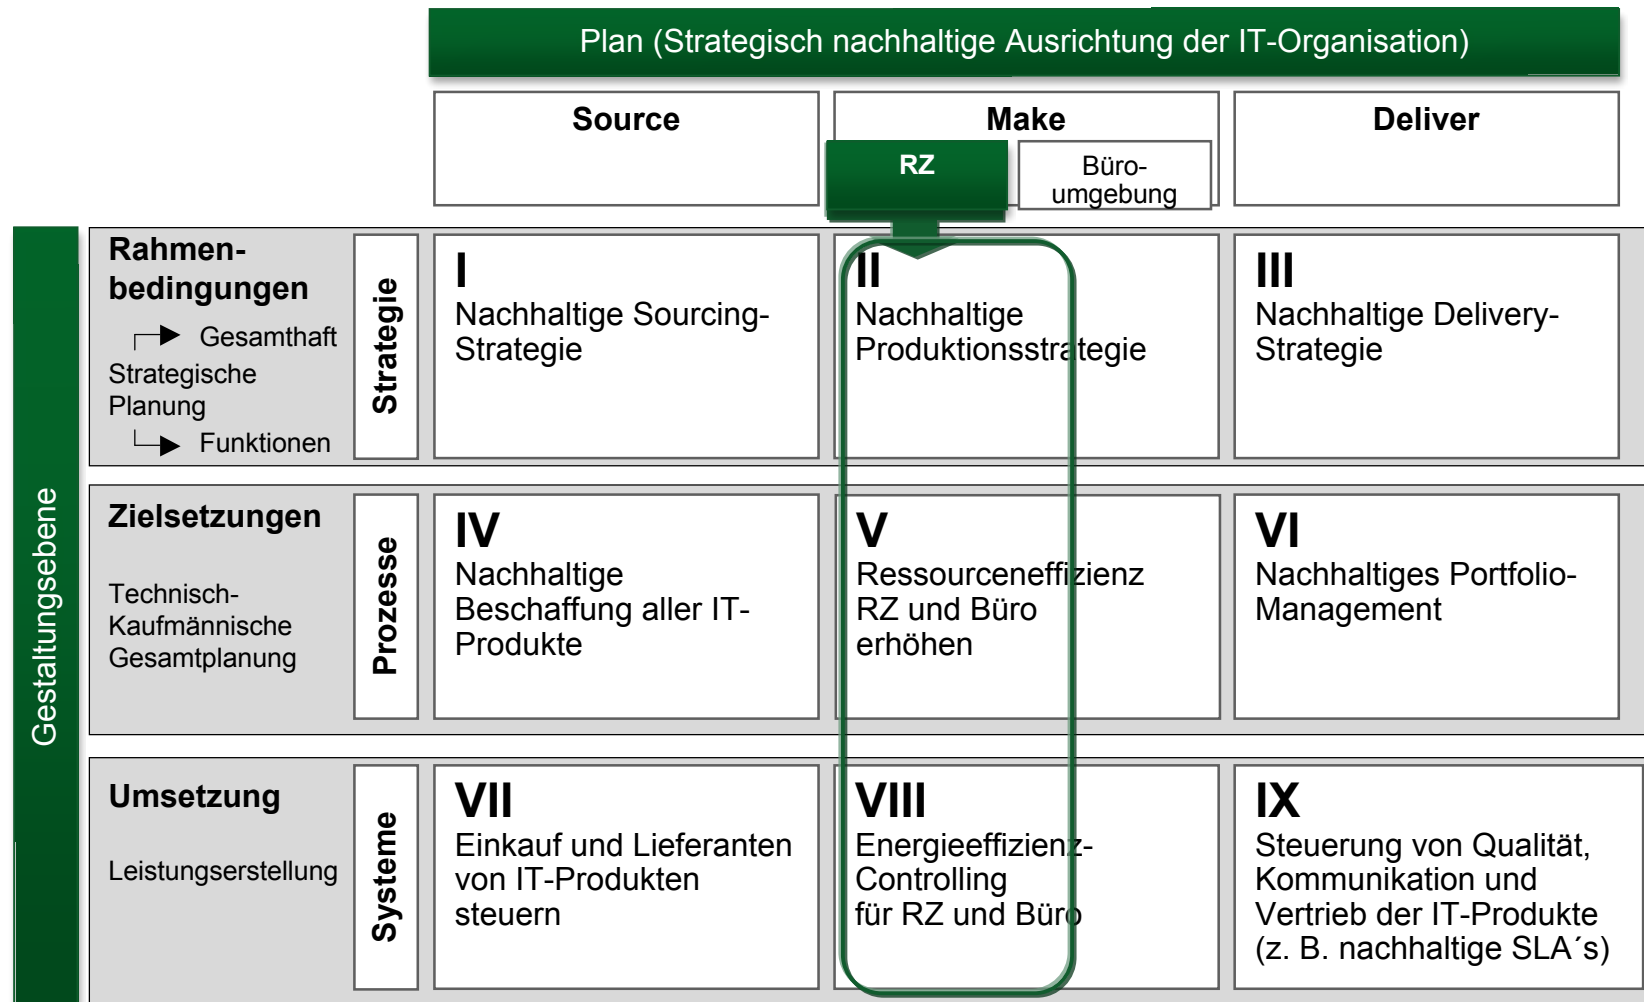 Plan (Strategisch nachhaltige Ausrichtung der IT-Organisation)
Source
Make
Deliver
RZ
Büro-
umgebung
Gestaltungsebene
Rahmen-
bedingungen
Gesamthaft
Strategische
Planung
Funktionen
Strategie
I
Nachhaltige Sourcing-
Strategie
II
Nachhaltige
Produktionsstrategie
III
Nachhaltige Delivery-
Strategie
Zielsetzungen
Technisch-
Kaufmännische
Gesamtplanung
Prozesse
IV
Nachhaltige
Beschaffung aller IT-
Produkte
V
Ressourceneffizienz
RZ und Büro
erhöhen
VI
Nachhaltiges Portfolio-
Management
Umsetzung
Leistungserstellung
Systeme
VII
Einkauf und Lieferanten
von IT-Produkten
steuern
VIII
Energieeffizienz-
Controlling
für RZ und Büro
IX
Steuerung von Qualität,
Kommunikation und
Vertrieb der IT-Produkte
(z. B. nachhaltige SLA´s)